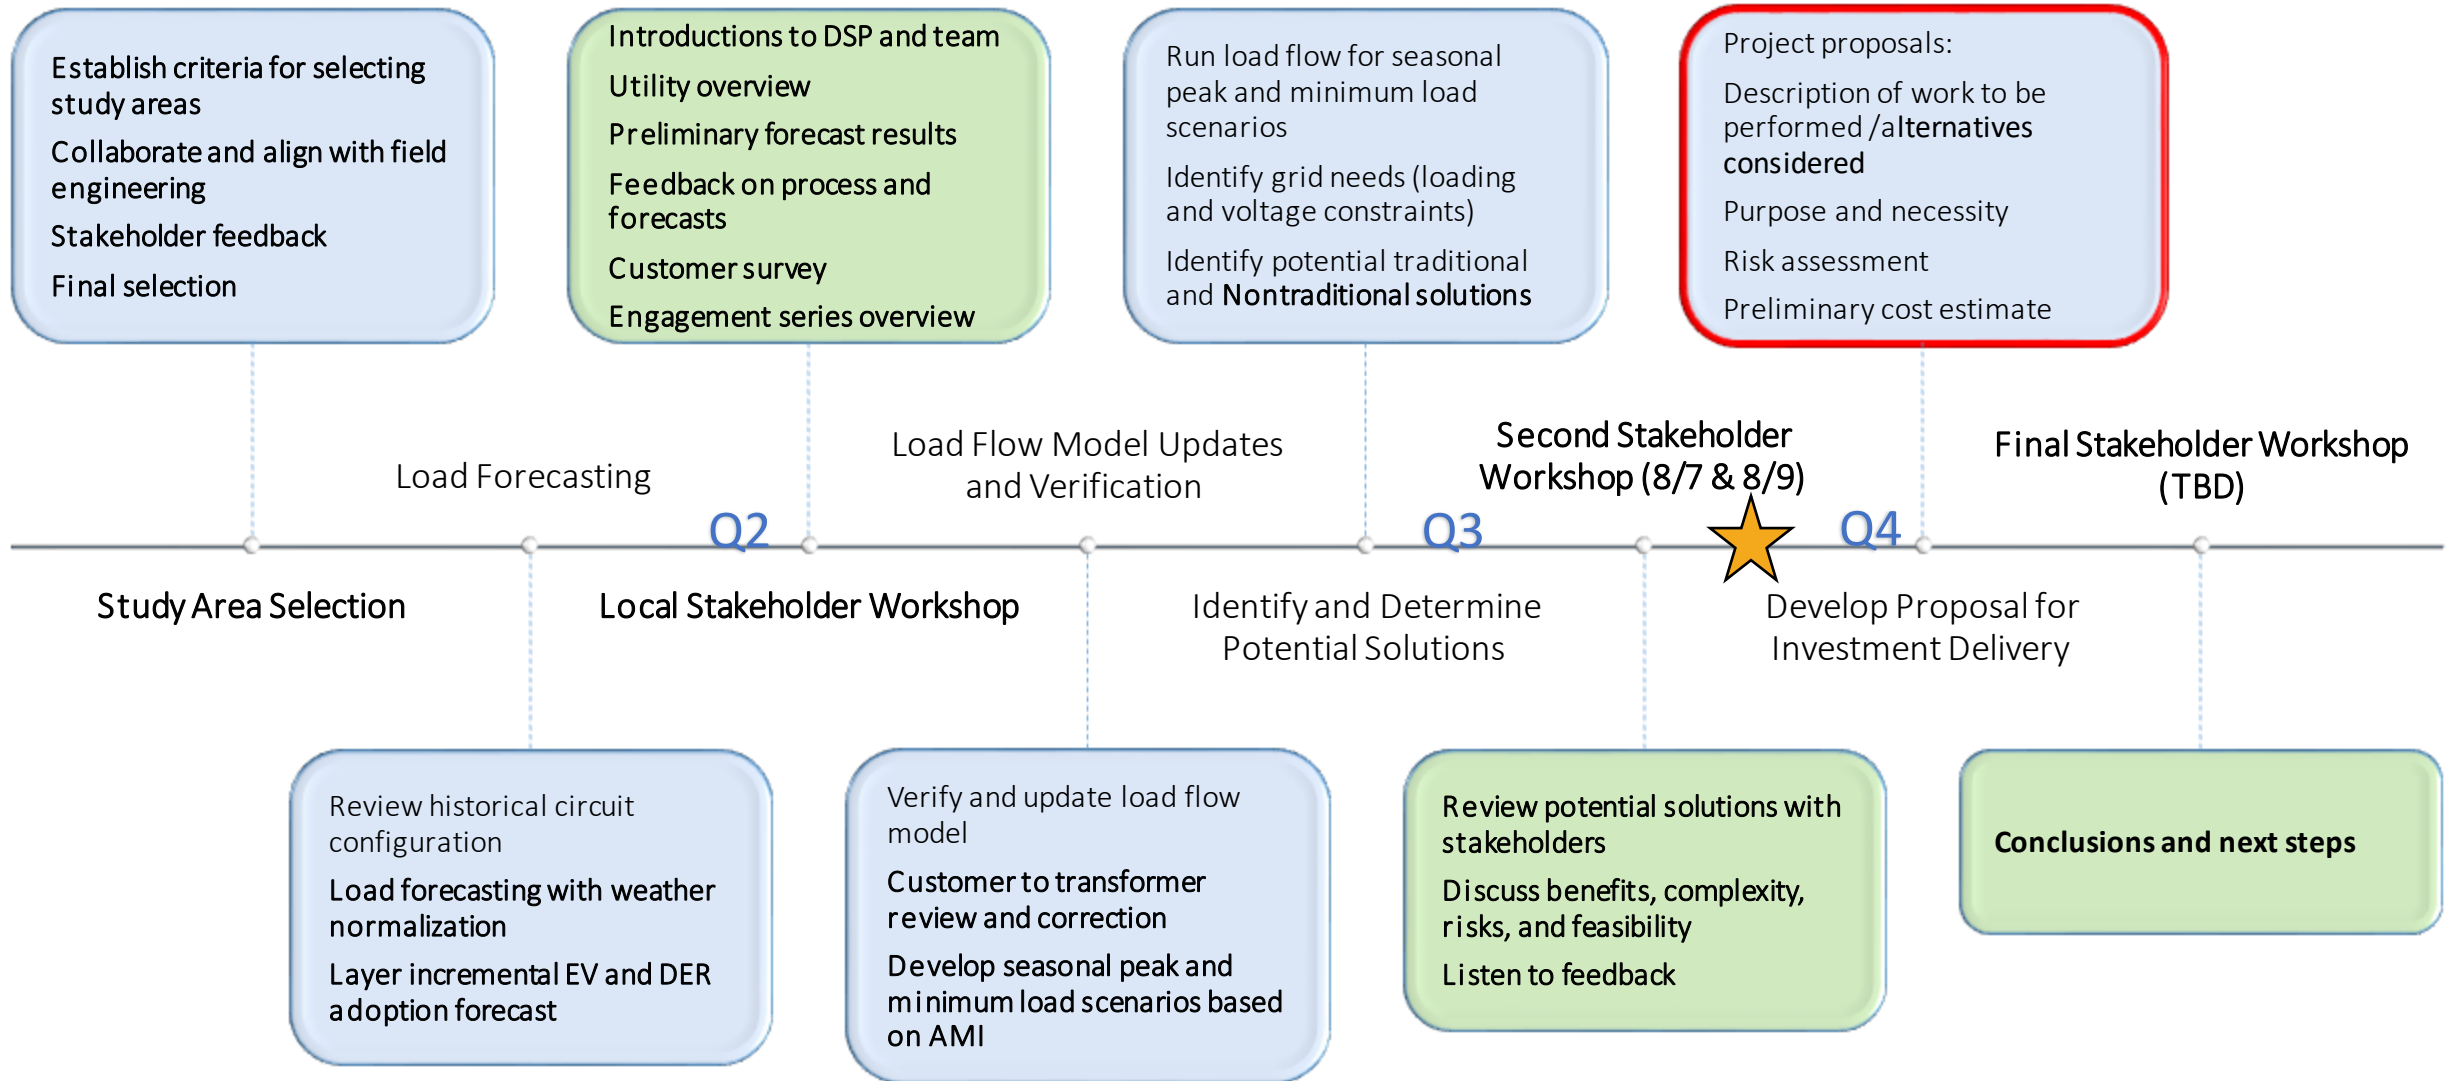 Establish criteria for selecting
study areas
Collaborate and align with field
engineering
Stakeholder feedback
Final selection
Introductions to DSP and team
Utility overview
Preliminary forecast results
Feedback on process and
forecasts
Customer survey
Engagement series overview
Run load flow for seasonal
peak and minimum load
scenarios
Identify grid needs (loading
and voltage constraints)
Identify potential traditional
and Nontraditional solutions
Project proposals:
Description of work to be
performed /alternatives
considered
Purpose and necessity
Risk assessment
Preliminary cost estimate
Load Forecasting
Load Flow Model Updates
and Verification
Second Stakeholder
Workshop (8/7 & 8/9)
Final Stakeholder Workshop
(TBD)
Q2
Q3
Q4
Study Area Selection
Local Stakeholder Workshop
Identify and Determine
Potential Solutions
Develop Proposal for
Investment Delivery
Review historical circuit
configuration
Load forecasting with weather
normalization
Layer incremental EV and DER
adoption forecast
Verify and update load flow
model
Customer to transformer
review and correction
Develop seasonal peak and
minimum load scenarios based
on AMI
Review potential solutions with
stakeholders
Discuss benefits, complexity,
risks, and feasibility
Listen to feedback
Conclusions and next steps